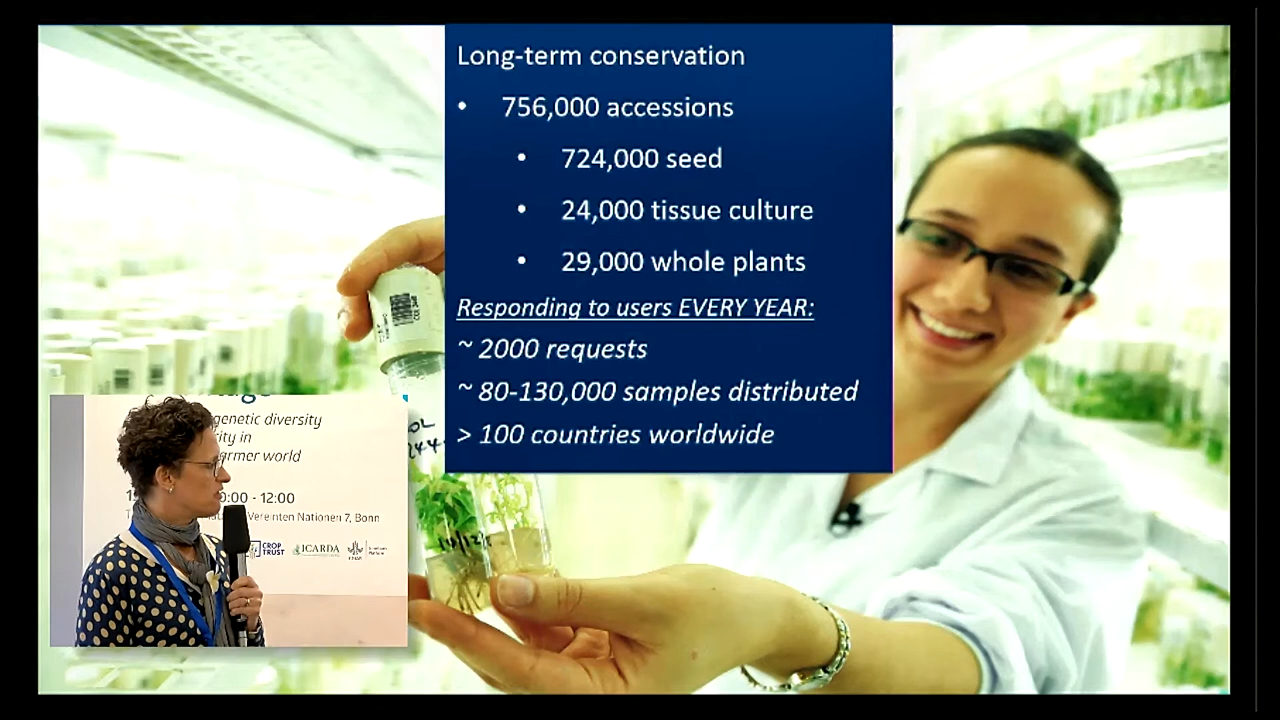 Long-term conservation
• 756,000 accessions
• 724,000 seed
• 24,000 tissue culture
• 29,000 whole plants
Responding to users EVERY YEAR:
~ 2000 requests
~ 80-130,000 samples distributed
> 100 countries worldwide
genetic diversity
in
armer world
0:00 - 12:00
Vereinten Nationen 7, Bonn
CROP
TRUST
ICARDA